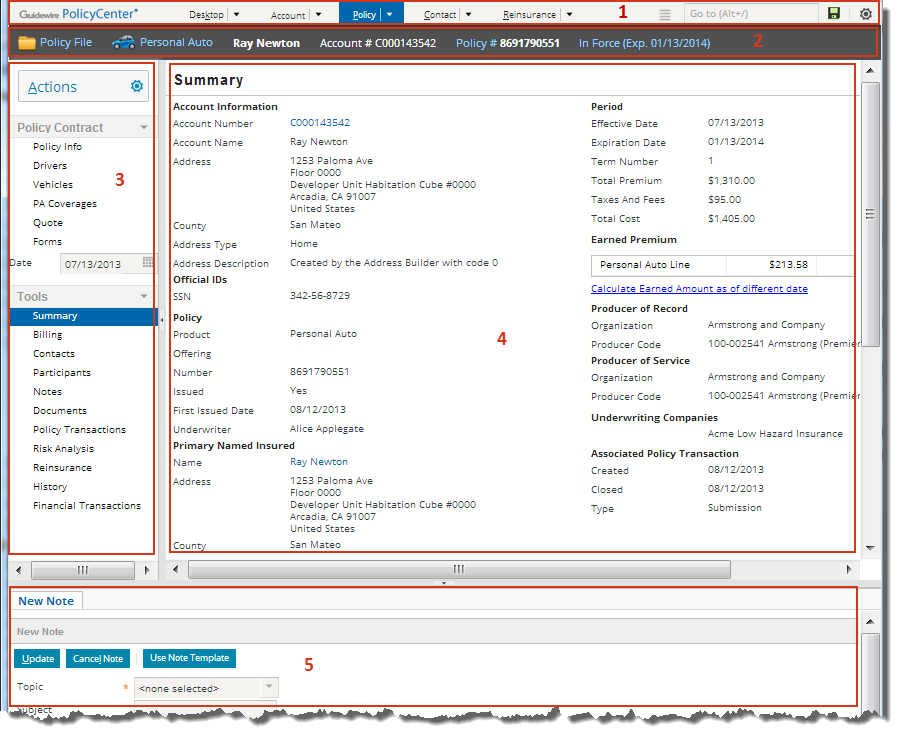 Guidewire PolicyCenter* Desktop Account Policy Contact Reinsurance 1 Go to (Alt+/)
Policy File Personal Auto Ray Newton Account # C000143542 Policy # 8691790551 In Force (Exp. 01/13/2014) 2
Actions
Policy Contract
Policy Info
Drivers
Vehicles
3
PA Coverages
Quote
Forms
Date 07/13/2013
Tools
Summary
Billing
Contacts
Participants
Notes
Documents
Policy Transactions
Risk Analysis
Reinsurance
History
Financial Transactions
Summary
Account Information
Account Number C000143542
Account Name Ray Newton
Address 1253 Paloma Ave
Floor 0000
Developer Unit Habitation Cube #0000
Arcadia, CA 91007
United States
County San Mateo
Address Type Home
Address Description Created by the Address Builder with code 0
Official IDs
SSN 342-56-8729
Policy
Product Personal Auto
Offering
Number 8691790551
Issued Yes
First Issued Date 08/12/2013
Underwriter Alice Applegate
Primary Named Insured
Name Ray Newton
Address 1253 Paloma Ave
Floor 0000
Developer Unit Habitation Cube #0000
Arcadia, CA 91007
United States
County San Mateo
4
Period
Effective Date 07/13/2013
Expiration Date 01/13/2014
Term Number 1
Total Premium $1,310.00
Taxes And Fees $95.00
Total Cost $1,405.00
Earned Premium
Personal Auto Line $213.58
Calculate Earned Amount as of different date
Producer of Record
Organization Armstrong and Company
Producer Code 100-002541 Armstrong (Premier
Producer of Service
Organization Armstrong and Company
Producer Code 100-002541 Armstrong (Premier
Underwriting Companies
Acme Low Hazard Insurance
Associated Policy Transaction
Created 08/12/2013
Closed 08/12/2013
Type Submission
New Note
New Note
Update Cancel Note Use Note Template 5
Topic * <none selected>
Subject